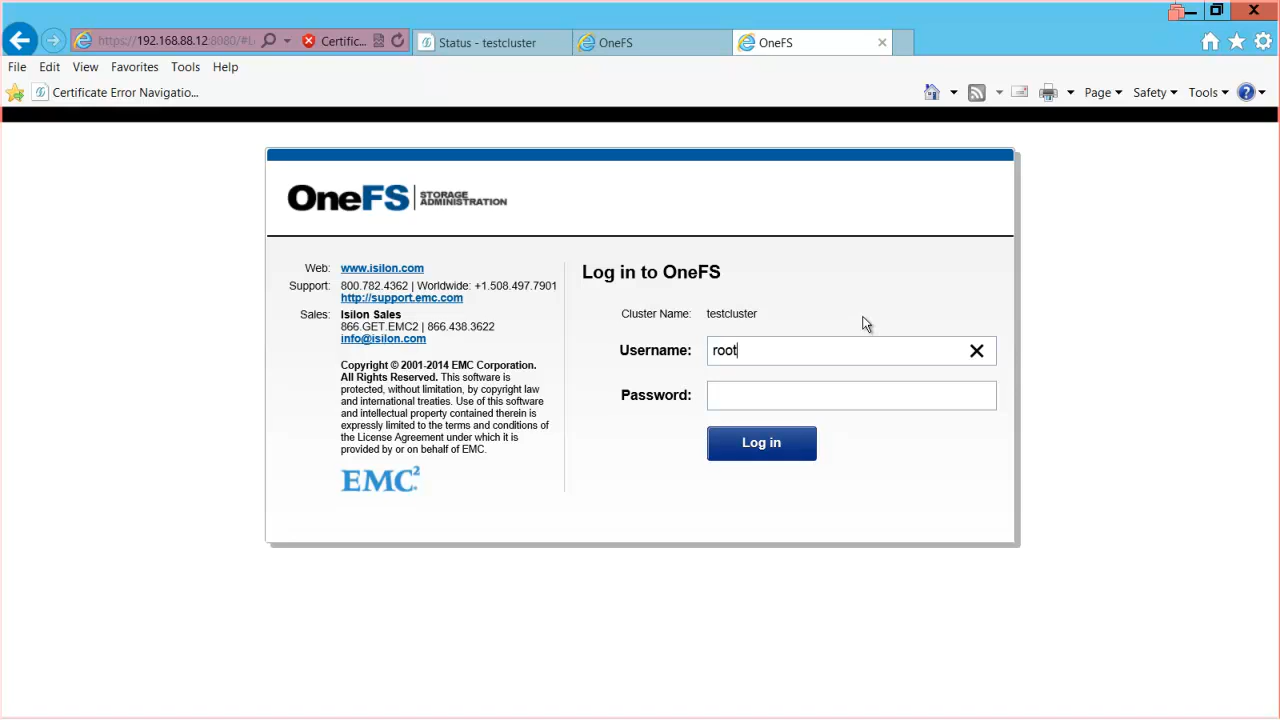 https://192.168.88.12:8080/#L
Certific...
Status - testcluster
OneFS
OneFS
File Edit View Favorites Tools Help
Certificate Error Navigatio...
Page Safety Tools
OneFS STORAGE ADMINISTRATION
Web: www.isilon.com
Support: 800.782.4362 | Worldwide: +1.508.497.7901
http://support.emc.com
Sales: Isilon Sales
866.GET.EMC2 | 866.438.3622
info@isilon.com
Copyright © 2001-2014 EMC Corporation.
All Rights Reserved. This software is
protected, without limitation, by copyright law
and international treaties. Use of this software
and intellectual property contained therein is
expressly limited to the terms and conditions of
the License Agreement under which it is
provided by or on behalf of EMC.
EMC²
Log in to OneFS
Cluster Name: testcluster
Username: root
Password:
Log in